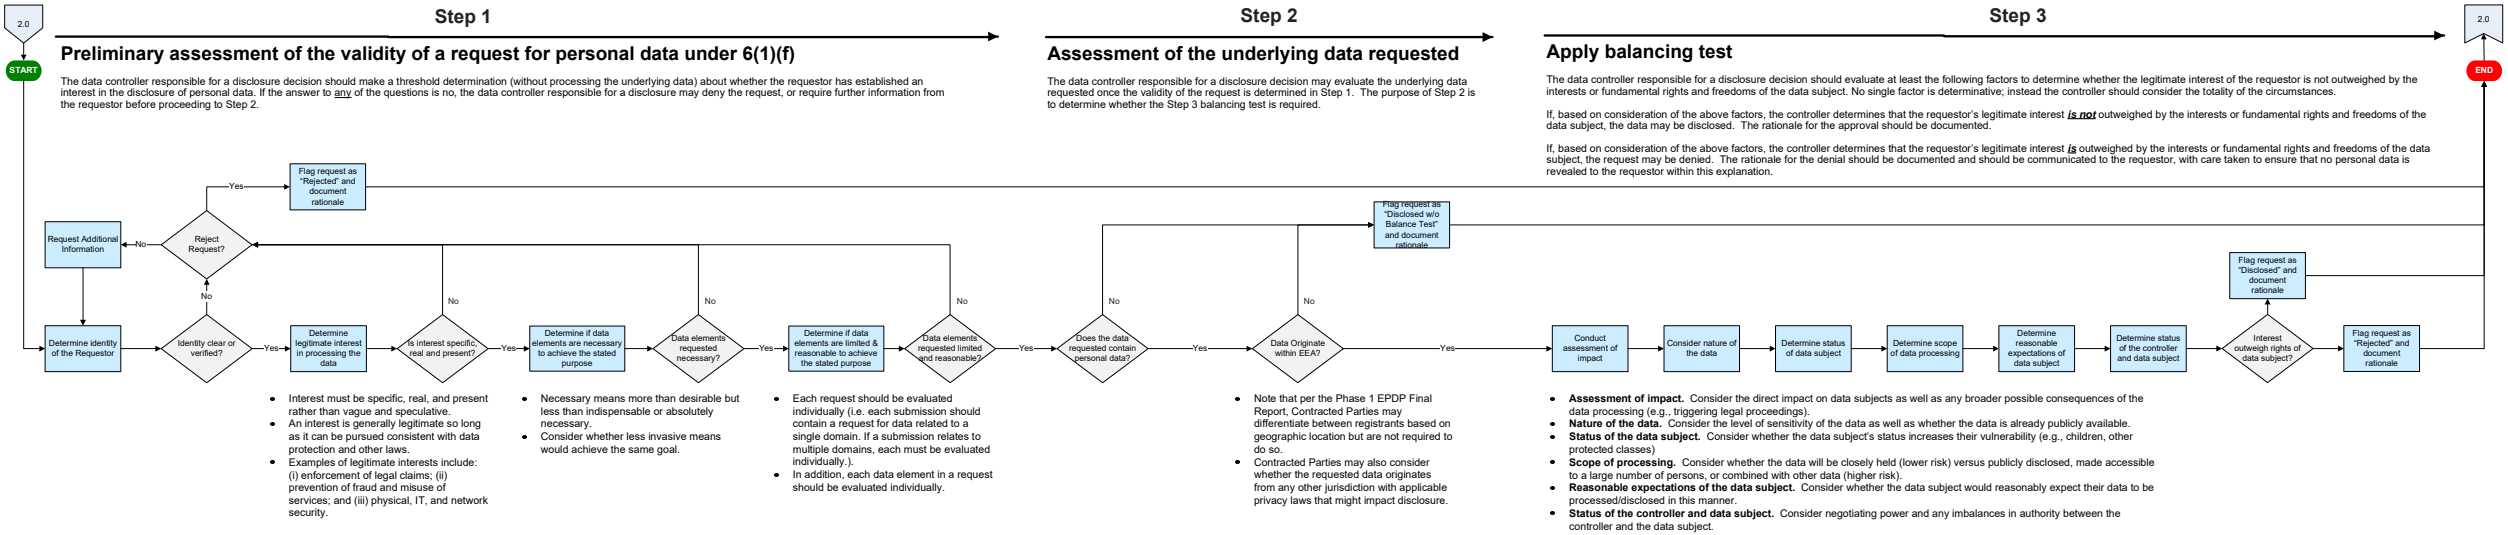 2.0
Step 1
Step 2
Step 3
2.0
START
END
Preliminary assessment of the validity of a request for personal data under 6(1)(f)
The data controller responsible for a disclosure decision should make a threshold determination (without processing the underlying data) about whether the requestor has established an
interest in the disclosure of personal data. If the answer to any of the questions is no, the data controller responsible for a disclosure may deny the request, or require further information from
the requestor before proceeding to Step 2.
Assessment of the underlying data requested
The data controller responsible for a disclosure decision may evaluate the underlying data
requested once the validity of the request is determined in Step 1. The purpose of Step 2 is
to determine whether the Step 3 balancing test is required.
Apply balancing test
The data controller responsible for a disclosure decision should evaluate at least the following factors to determine whether the legitimate interest of the requestor is not outweighed by the
interests or fundamental rights and freedoms of the data subject. No single factor is determinative; instead the controller should consider the totality of the circumstances.
If, based on consideration of the above factors, the controller determines that the requestor's legitimate interest is not outweighed by the interests or fundamental rights and freedoms of the
data subject, the data may be disclosed. The rationale for the approval should be documented.
If, based on consideration of the above factors, the controller determines that the requestor's legitimate interest is outweighed by the interests or fundamental rights and freedoms of the data
subject, the request may be denied. The rationale for the denial should be documented and should be communicated to the requestor, with care taken to ensure that no personal data is
revealed to the requestor within this explanation.
Yes
Flag request as
"Rejected" and
document
rationale
Request Additional
Information
No
Reject
Request?
No
Determine identity
of the Requestor
Identity clear or
verified?
Yes
Determine
legitimate interest
in processing the
data
Is interest specific,
real and present?
No
Yes
Determine if data
elements are necessary
to achieve the stated
purpose
Data elements
requested
necessary?
No
Yes
Determine if data
elements are limited &
reasonable to achieve
the stated purpose
Data elements
requested limited
and reasonable?
No
Yes
Does the data
requested contain
personal data?
No
Yes
Data Originate
within EEA?
No
Yes
Flag request as
"Disclosed w/o
Balance Test"
and document
rationale
Conduct
assessment of
impact
Consider nature of
the data
Determine status
of data subject
Determine scope
of data processing
Determine
reasonable
expectations of
data subject
Determine status
of the controller
and data subject
Interest
outweigh rights of
data subject?
Flag request as
"Disclosed" and
document
rationale
Flag request as
"Rejected" and
document
rationale
• Interest must be specific, real, and present
rather than vague and speculative.
• An interest is generally legitimate so long
as it can be pursued consistent with data
protection and other laws.
• Examples of legitimate interests include:
(i) enforcement of legal claims; (ii)
prevention of fraud and misuse of
services; and (iii) physical, IT, and network
security.
• Necessary means more than desirable but
less than indispensable or absolutely
necessary.
• Consider whether less invasive means
would achieve the same goal.
• Each request should be evaluated
individually (i.e. each submission should
contain a request for data related to a
single domain. If a submission relates to
multiple domains, each must be evaluated
individually.).
• In addition, each data element in a request
should be evaluated individually.
• Note that per the Phase 1 EPDP Final
Report, Contracted Parties may
differentiate between registrants based on
geographic location but are not required to
do so.
• Contracted Parties may also consider
whether the requested data originates
from any other jurisdiction with applicable
privacy laws that might impact disclosure.
• Assessment of impact. Consider the direct impact on data subjects as well as any broader possible consequences of the
data processing (e.g., triggering legal proceedings).
• Nature of the data. Consider the level of sensitivity of the data as well as whether the data is already publicly available.
• Status of the data subject. Consider whether the data subject's status increases their vulnerability (e.g., children, other
protected classes)
• Scope of processing. Consider whether the data will be closely held (lower risk) versus publicly disclosed, made accessible
to a large number of persons, or combined with other data (higher risk).
• Reasonable expectations of the data subject. Consider whether the data subject would reasonably expect their data to be
processed/disclosed in this manner.
• Status of the controller and data subject. Consider negotiating power and any imbalances in authority between the
controller and the data subject.